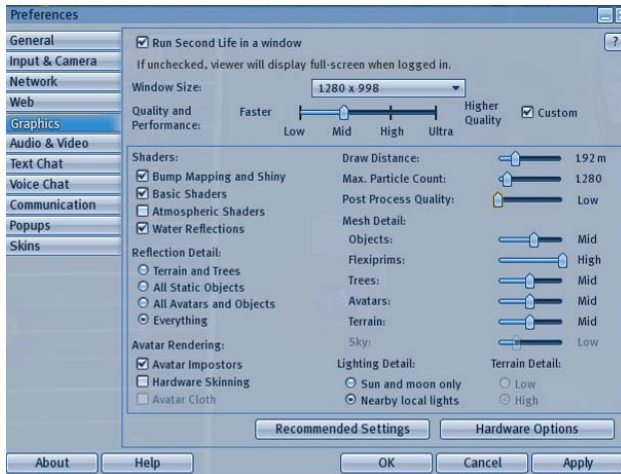 Preferences
General
Input & Camera
Network
Web
Graphics
Audio & Video
Text Chat
Voice Chat
Communication
Popups
Skins
Run Second Life in a window
?
If unchecked, viewer will display full-screen when logged in.
Window Size: 1280 x 998
Quality and Performance: Faster Low Mid High Ultra Higher Quality Custom
Shaders:
Bump Mapping and Shiny
Basic Shaders
Atmospheric Shaders
Water Reflections
Reflection Detail:
Terrain and Trees
All Static Objects
All Avatars and Objects
Everything
Avatar Rendering:
Avatar Impostors
Hardware Skinning
Avatar Cloth
Draw Distance: 192 m
Max. Particle Count: 1280
Post Process Quality: Low
Mesh Detail:
Objects: Mid
Flexiprims: High
Trees: Mid
Avatars: Mid
Terrain: Mid
Sky: Low
Lighting Detail:
Sun and moon only
Nearby local lights
Terrain Detail:
Low
High
Recommended Settings Hardware Options
About Help OK Cancel Apply